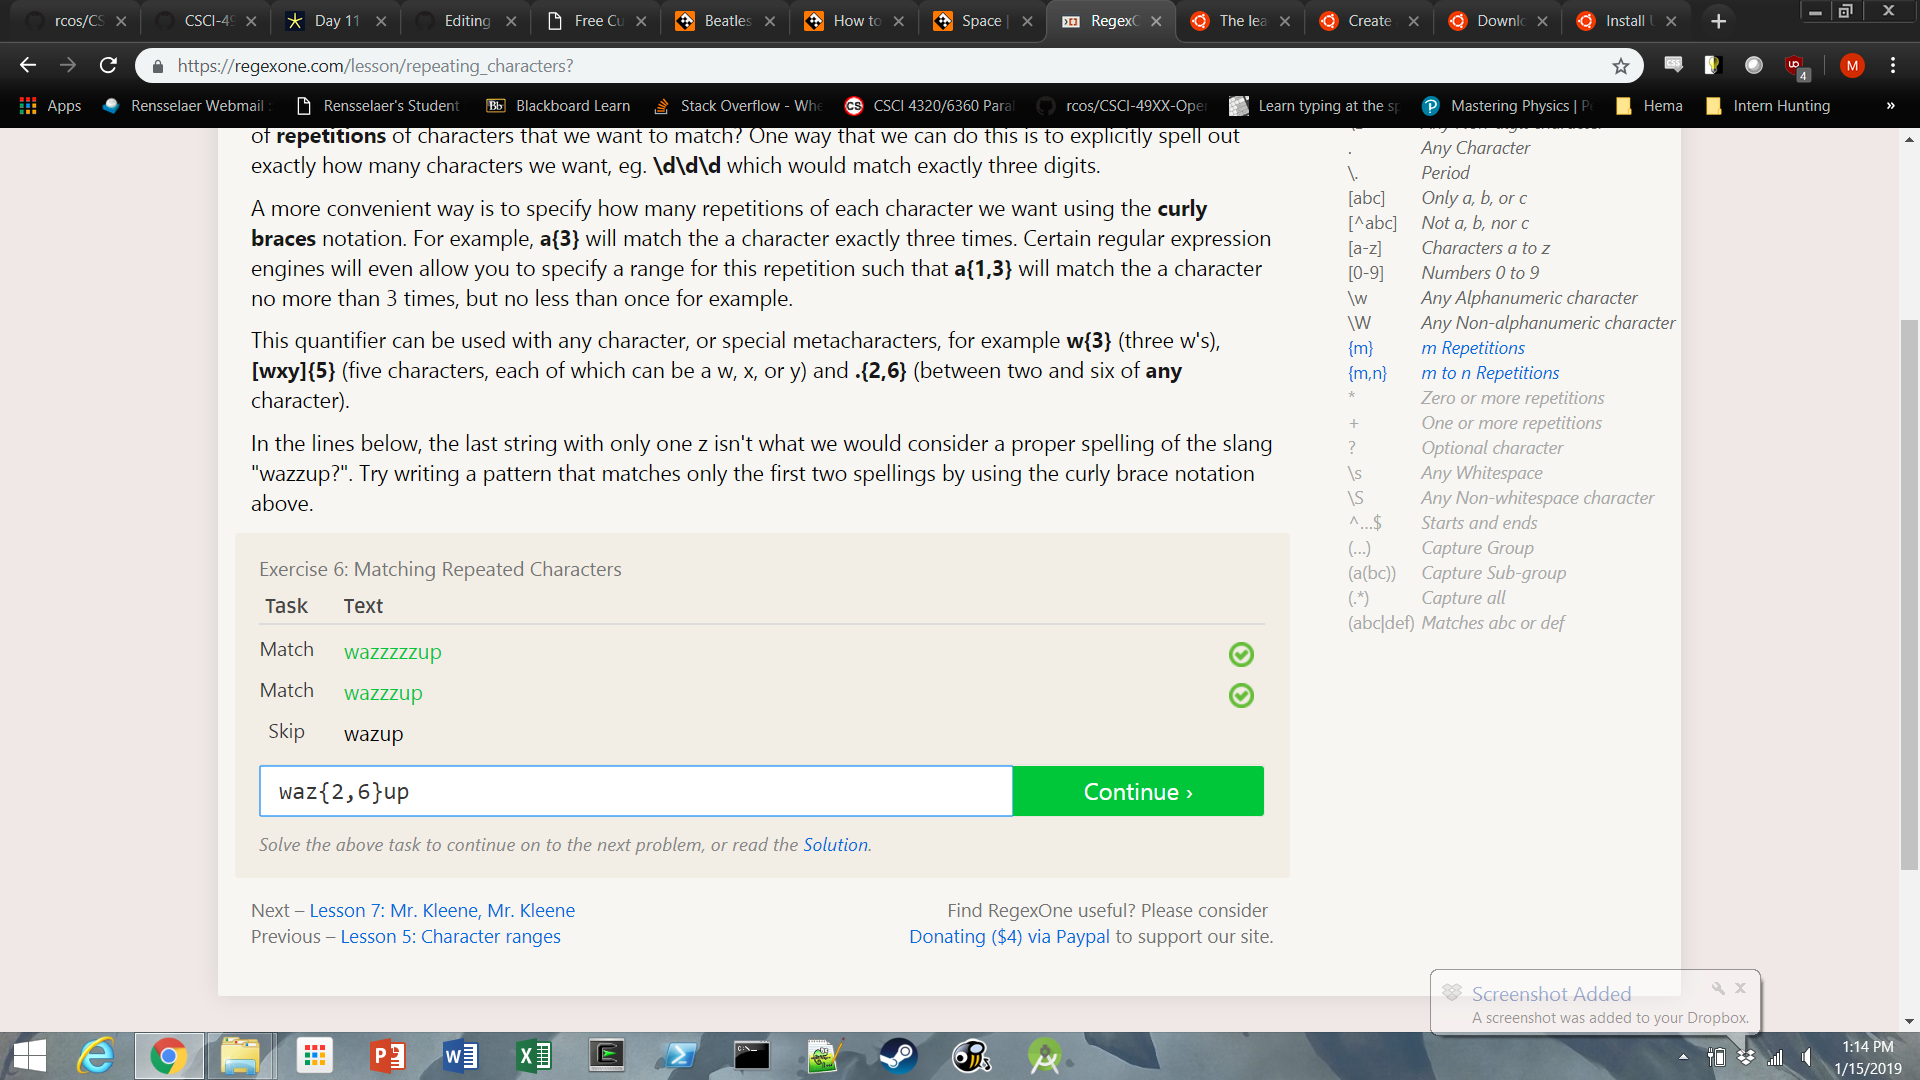 rcos/CS
CSCI-49
Day 11
Editing
Free Cu
Beatles
How to
Space |
RegexO
The lea
Create
Downlo
Install
https://regexone.com/lesson/repeating_characters?
4
M
Apps
Rensselaer Webmail :
Rensselaer's Student
Bb Blackboard Learn
Stack Overflow - Whe
CS CSCI 4320/6360 Paral
rcos/CSCI-49XX-Oper
Learn typing at the sp
Mastering Physics | P
Hema
Intern Hunting
»
of repetitions of characters that we want to match? One way that we can do this is to explicitly spell out
exactly how many characters we want, eg. \d\d\d which would match exactly three digits.
A more convenient way is to specify how many repetitions of each character we want using the curly
braces notation. For example, a{3} will match the a character exactly three times. Certain regular expression
engines will even allow you to specify a range for this repetition such that a{1,3} will match the a character
no more than 3 times, but no less than once for example.
This quantifier can be used with any character, or special metacharacters, for example w{3} (three w's),
[wxy]{5} (five characters, each of which can be a w, x, or y) and .{2,6} (between two and six of any
character).
In the lines below, the last string with only one z isn't what we would consider a proper spelling of the slang
"wazzup?". Try writing a pattern that matches only the first two spellings by using the curly brace notation
above.
Exercise 6: Matching Repeated Characters
Task Text
Match wazzzzzup
Match wazzzup
Skip wazup
waz{2,6}up
Continue ›
Solve the above task to continue on to the next problem, or read the Solution.
Next – Lesson 7: Mr. Kleene, Mr. Kleene
Previous – Lesson 5: Character ranges
Find RegexOne useful? Please consider
Donating ($4) via Paypal to support our site.
. Any Character
\. Period
[abc] Only a, b, or c
[^abc] Not a, b, nor c
[a-z] Characters a to z
[0-9] Numbers 0 to 9
\w Any Alphanumeric character
\W Any Non-alphanumeric character
{m} m Repetitions
{m,n} m to n Repetitions
* Zero or more repetitions
+ One or more repetitions
? Optional character
\s Any Whitespace
\S Any Non-whitespace character
^...$ Starts and ends
(...) Capture Group
(a(bc)) Capture Sub-group
(.*) Capture all
(abc|def) Matches abc or def
Screenshot Added
A screenshot was added to your Dropbox.
1:14 PM
1/15/2019